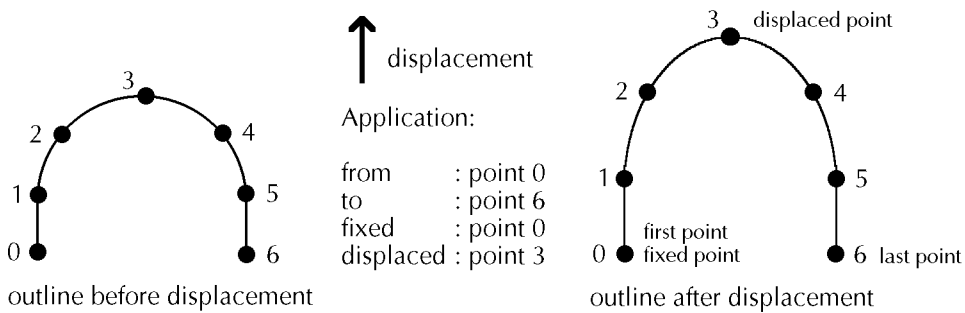 3
2
4
1
5
0
6
outline before displacement
displacement
Application:
from : point 0
to : point 6
fixed : point 0
displaced : point 3
3 displaced point
2
4
1
5
first point
0 fixed point
6 last point
outline after displacement